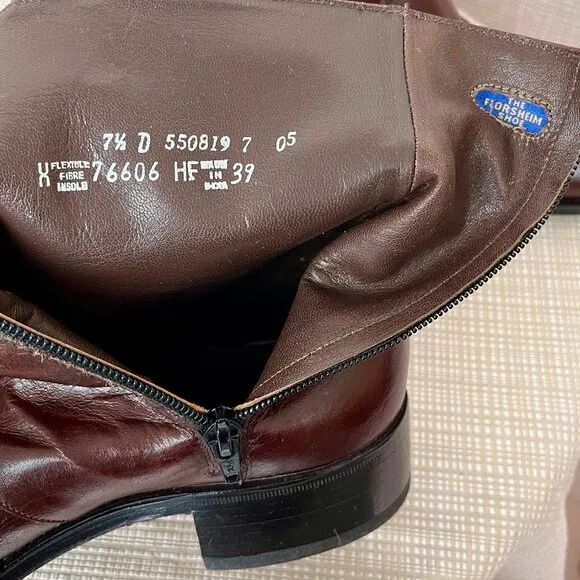 THE
FLORSHEIM
SHOE
7½ D 550819 7 05
X FLEXIBLE FIBRE INSOLE 76606 HF MADE IN INDIA 39